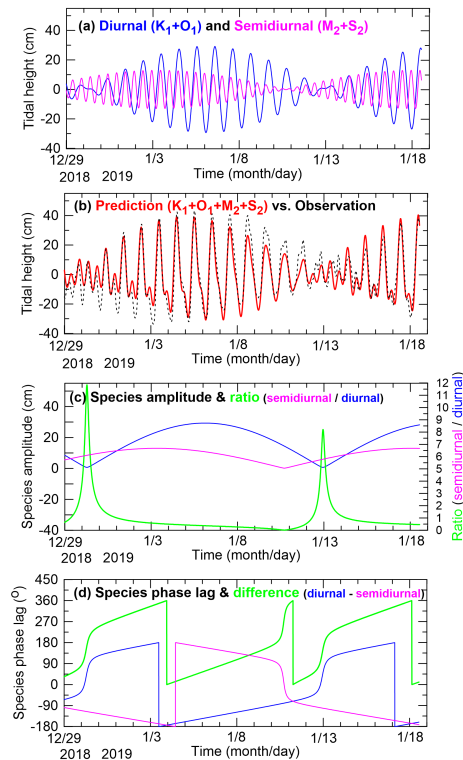 (a) Diurnal (K1+O1) and Semidiurnal (M2+S2)
Tidal height (cm)
40
20
0
-20
-40
12/29 1/3 1/8 1/13 1/18
2018 2019 Time (month/day)
(b) Prediction (K1+O1+M2+S2) vs. Observation
Tidal height (cm)
40
20
0
-20
-40
12/29 1/3 1/8 1/13 1/18
2018 2019 Time (month/day)
(c) Species amplitude & ratio (semidiurnal / diurnal)
Species amplitude (cm)
40
20
0
-20
-40
12
11
10
9
8
7
6
5
4
3
2
1
0
Ratio (semidiurnal / diurnal)
12/29 1/3 1/8 1/13 1/18
2018 2019 Time (month/day)
(d) Species phase lag & difference (diurnal - semidiurnal)
Species phase lag (o)
450
360
270
180
90
0
-90
-180
12/29 1/3 1/8 1/13 1/18
2018 2019 Time (month/day)